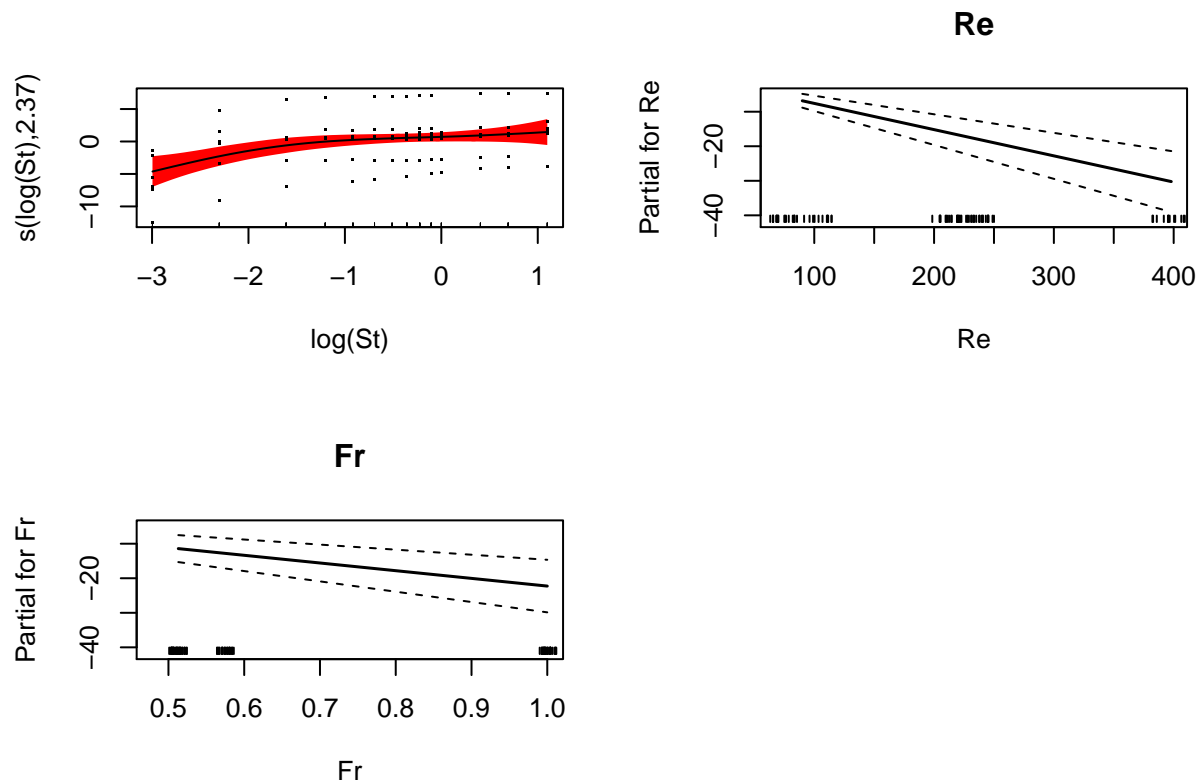 s(log(St),2.37)
0
−10
−3
−2
−1
0
1
log(St)
Re
Partial for Re
−20
−40
100
200
300
400
Re
Fr
Partial for Fr
−20
−40
0.5
0.6
0.7
0.8
0.9
1.0
Fr